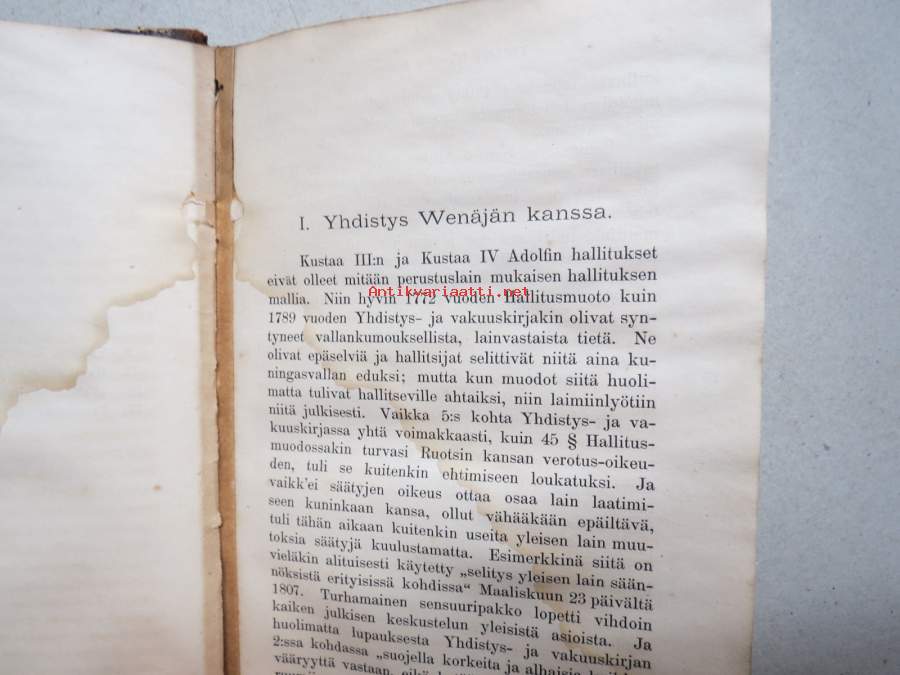 I. Yhdistys Wenäjän kanssa.
Kustaa III:n ja Kustaa IV Adolfin hallitukset
eivät olleet mitään perustuslain mukaisen hallituksen
mallia. Niin hyvin 1772 vuoden Hallitusmuoto kuin
Antikvariaatti.net
1789 vuoden Yhdistys- ja vakuuskirjakin olivat syn-
tyneet vallankumouksellista, lainvastaista tietä. Ne
olivat epäselviä ja hallitsijat selittivät niitä aina ku-
ningasvallan eduksi; mutta kun muodot siitä huoli-
matta tulivat hallitseville ahtaiksi, niin laimiinlyötiin
niitä julkisesti. Vaikka 5:s kohta Yhdistys- ja va-
kuuskirjassa yhtä voimakkaasti, kuin 45 § Hallitus-
muodossakin turvasi Ruotsin kansan verotus-oikeu-
den, tuli se kuitenkin ehtimiseen loukatuksi. Ja
vaikk'ei säätyjen oikeus ottaa osaa lain laatimi-
seen kuninkaan kansa, ollut vähääkään epäiltävä,
tuli tähän aikaan kuitenkin useita yleisen lain muu-
toksia säätyjä kuulustamatta. Esimerkkinä siitä on
vieläkin alituisesti käytetty „selitys yleisen lain sään-
nöksistä erityisissä kohdissa" Maaliskuun 23 päivältä
1807. Turhamainen sensuuripakko lopetti vihdoin
kaiken julkisen keskustelun yleisistä asioista. Ja
huolimatta lupauksesta Yhdistys- ja vakuuskirjan
2:ssa kohdassa „suojella korkeita ja alhaisia
vääryyttä vastaan,